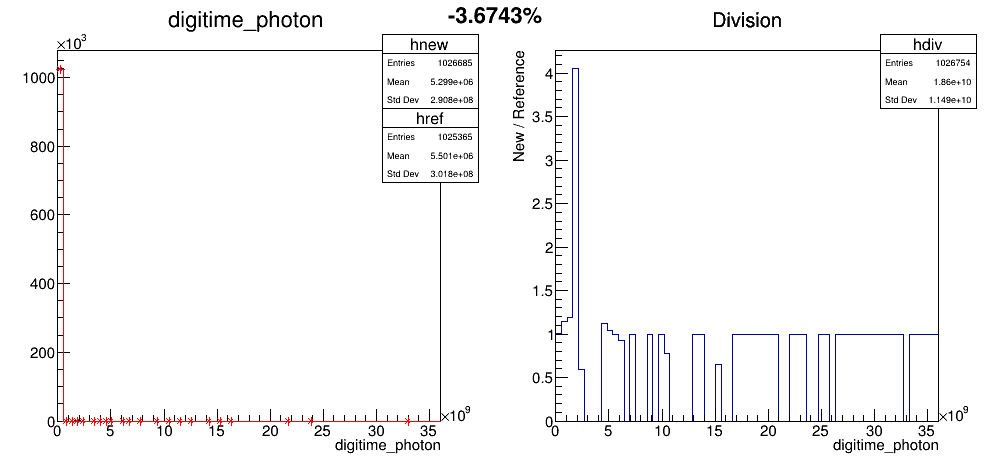 -3.6743%
digitime_photon
×10³
hnew
Entries 1026685
Mean 5.299e+06
Std Dev 2.908e+08
href
Entries 1025365
Mean 5.501e+06
Std Dev 3.018e+08
1000
800
600
400
200
0
0 5 10 15 20 25 30 35
×10⁹
digitime_photon
Division
hdiv
Entries 1026754
Mean 1.86e+10
Std Dev 1.149e+10
New / Reference
4
3.5
3
2.5
2
1.5
1
0.5
0
0 5 10 15 20 25 30 35
×10⁹
digitime_photon